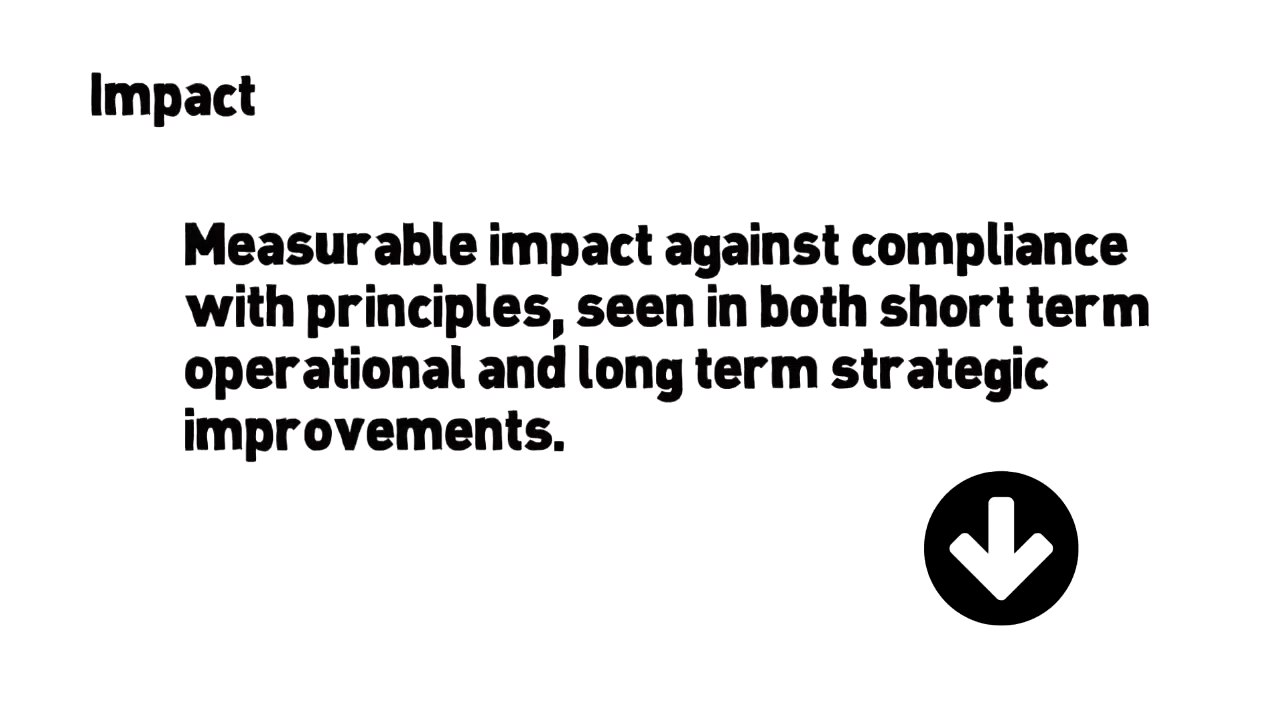 Impact
Measurable impact against compliance
with principles, seen in both short term
operational and long term strategic
improvements.